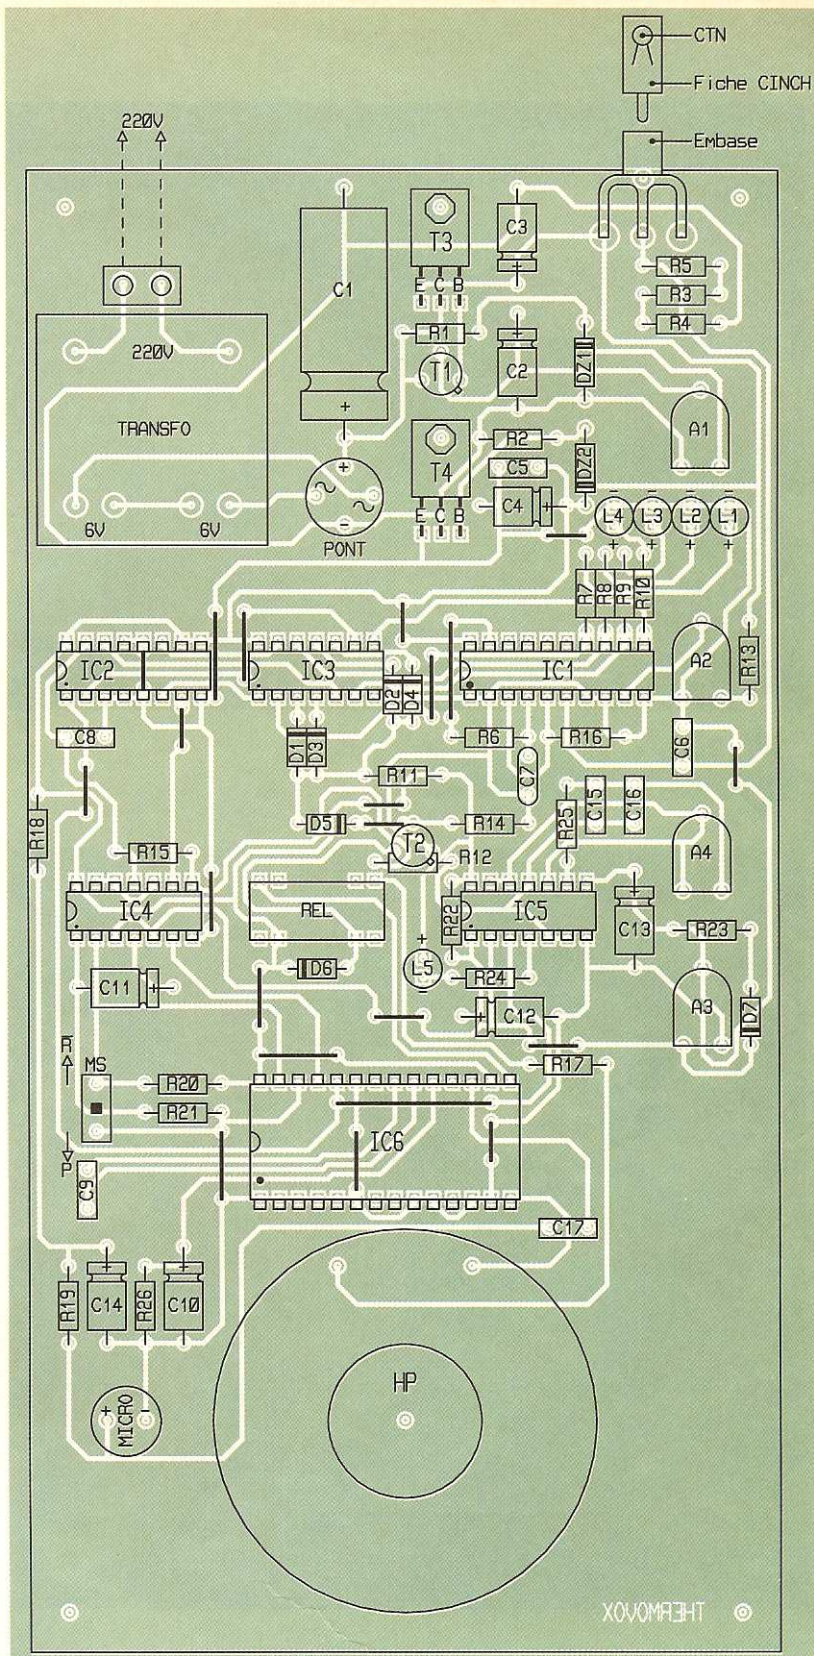 CTN
Fiche CINCH
220V
Embase
C1
T3
E C B
C3
R5
R3
R4
220V
TRANSFO
6V 6V
+
R1
T1
C2
+
DZ1
A1
+
PONT
-
T4
E C B
R2
C5
C4
+
DZ2
L4 L3 L2 L1
- - - -
+ + + +
R7
R8
R9
R10
IC2
IC3
D2
D4
IC1
A2
R13
C8
D1
D3
R6
R16
C7
C6
R11
R18
D5
R14
R25
C15
C16
T2
R12
A4
R15
IC4
REL
R22
IC5
C13
+
R23
C11
+
D6
+
L5
-
R24
C12
+
A3
D7
R
MS
P
R20
R21
R17
IC6
C9
C17
R19
C14
+
R26
C10
+
+ MICRO -
HP
THERMOVOX